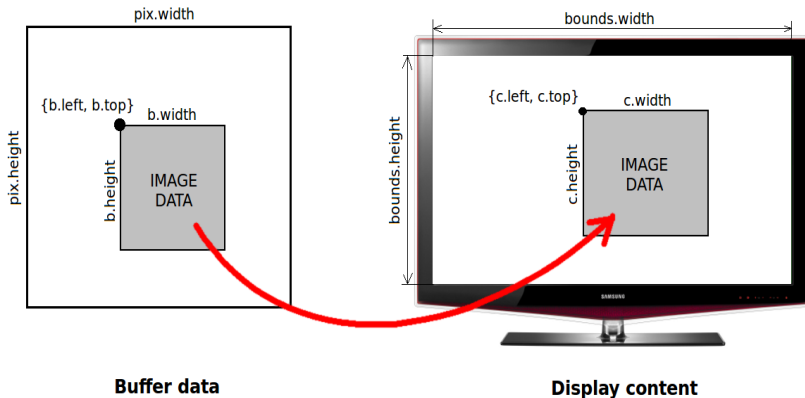 pix.width
pix.height
{b.left, b.top}
b.width
b.height
IMAGE
DATA
Buffer data
bounds.width
bounds.height
{c.left, c.top}
c.width
c.height
IMAGE
DATA
SAMSUNG
Display content